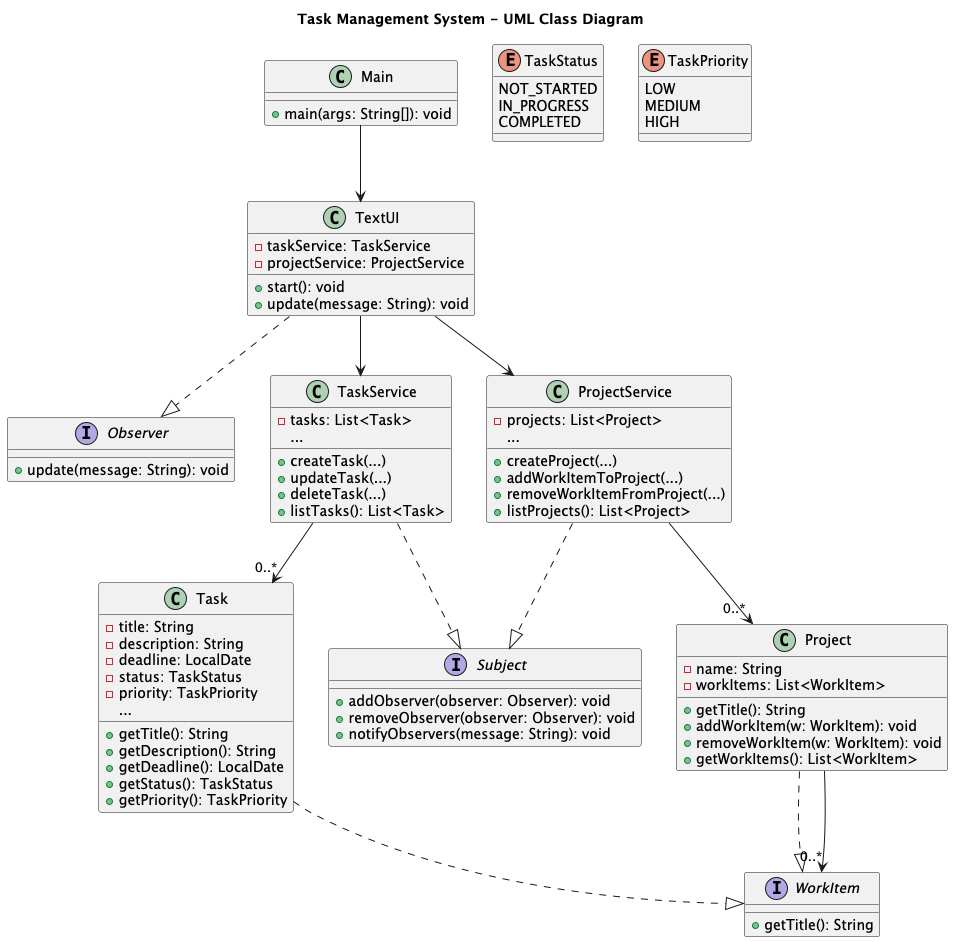 Task Management System - UML Class Diagram
C Main
main(args: String[]): void
E TaskStatus
NOT_STARTED
IN_PROGRESS
COMPLETED
E TaskPriority
LOW
MEDIUM
HIGH
C TextUI
taskService: TaskService
projectService: ProjectService
start(): void
update(message: String): void
I Observer
update(message: String): void
C TaskService
tasks: List<Task>
...
createTask(...)
updateTask(...)
deleteTask(...)
listTasks(): List<Task>
C ProjectService
projects: List<Project>
...
createProject(...)
addWorkItemToProject(...)
removeWorkItemFromProject(...)
listProjects(): List<Project>
0..*
C Task
title: String
description: String
deadline: LocalDate
status: TaskStatus
priority: TaskPriority
...
getTitle(): String
getDescription(): String
getDeadline(): LocalDate
getStatus(): TaskStatus
getPriority(): TaskPriority
I Subject
addObserver(observer: Observer): void
removeObserver(observer: Observer): void
notifyObservers(message: String): void
0..*
C Project
name: String
workItems: List<WorkItem>
getTitle(): String
addWorkItem(w: WorkItem): void
removeWorkItem(w: WorkItem): void
getWorkItems(): List<WorkItem>
0..*
I WorkItem
getTitle(): String